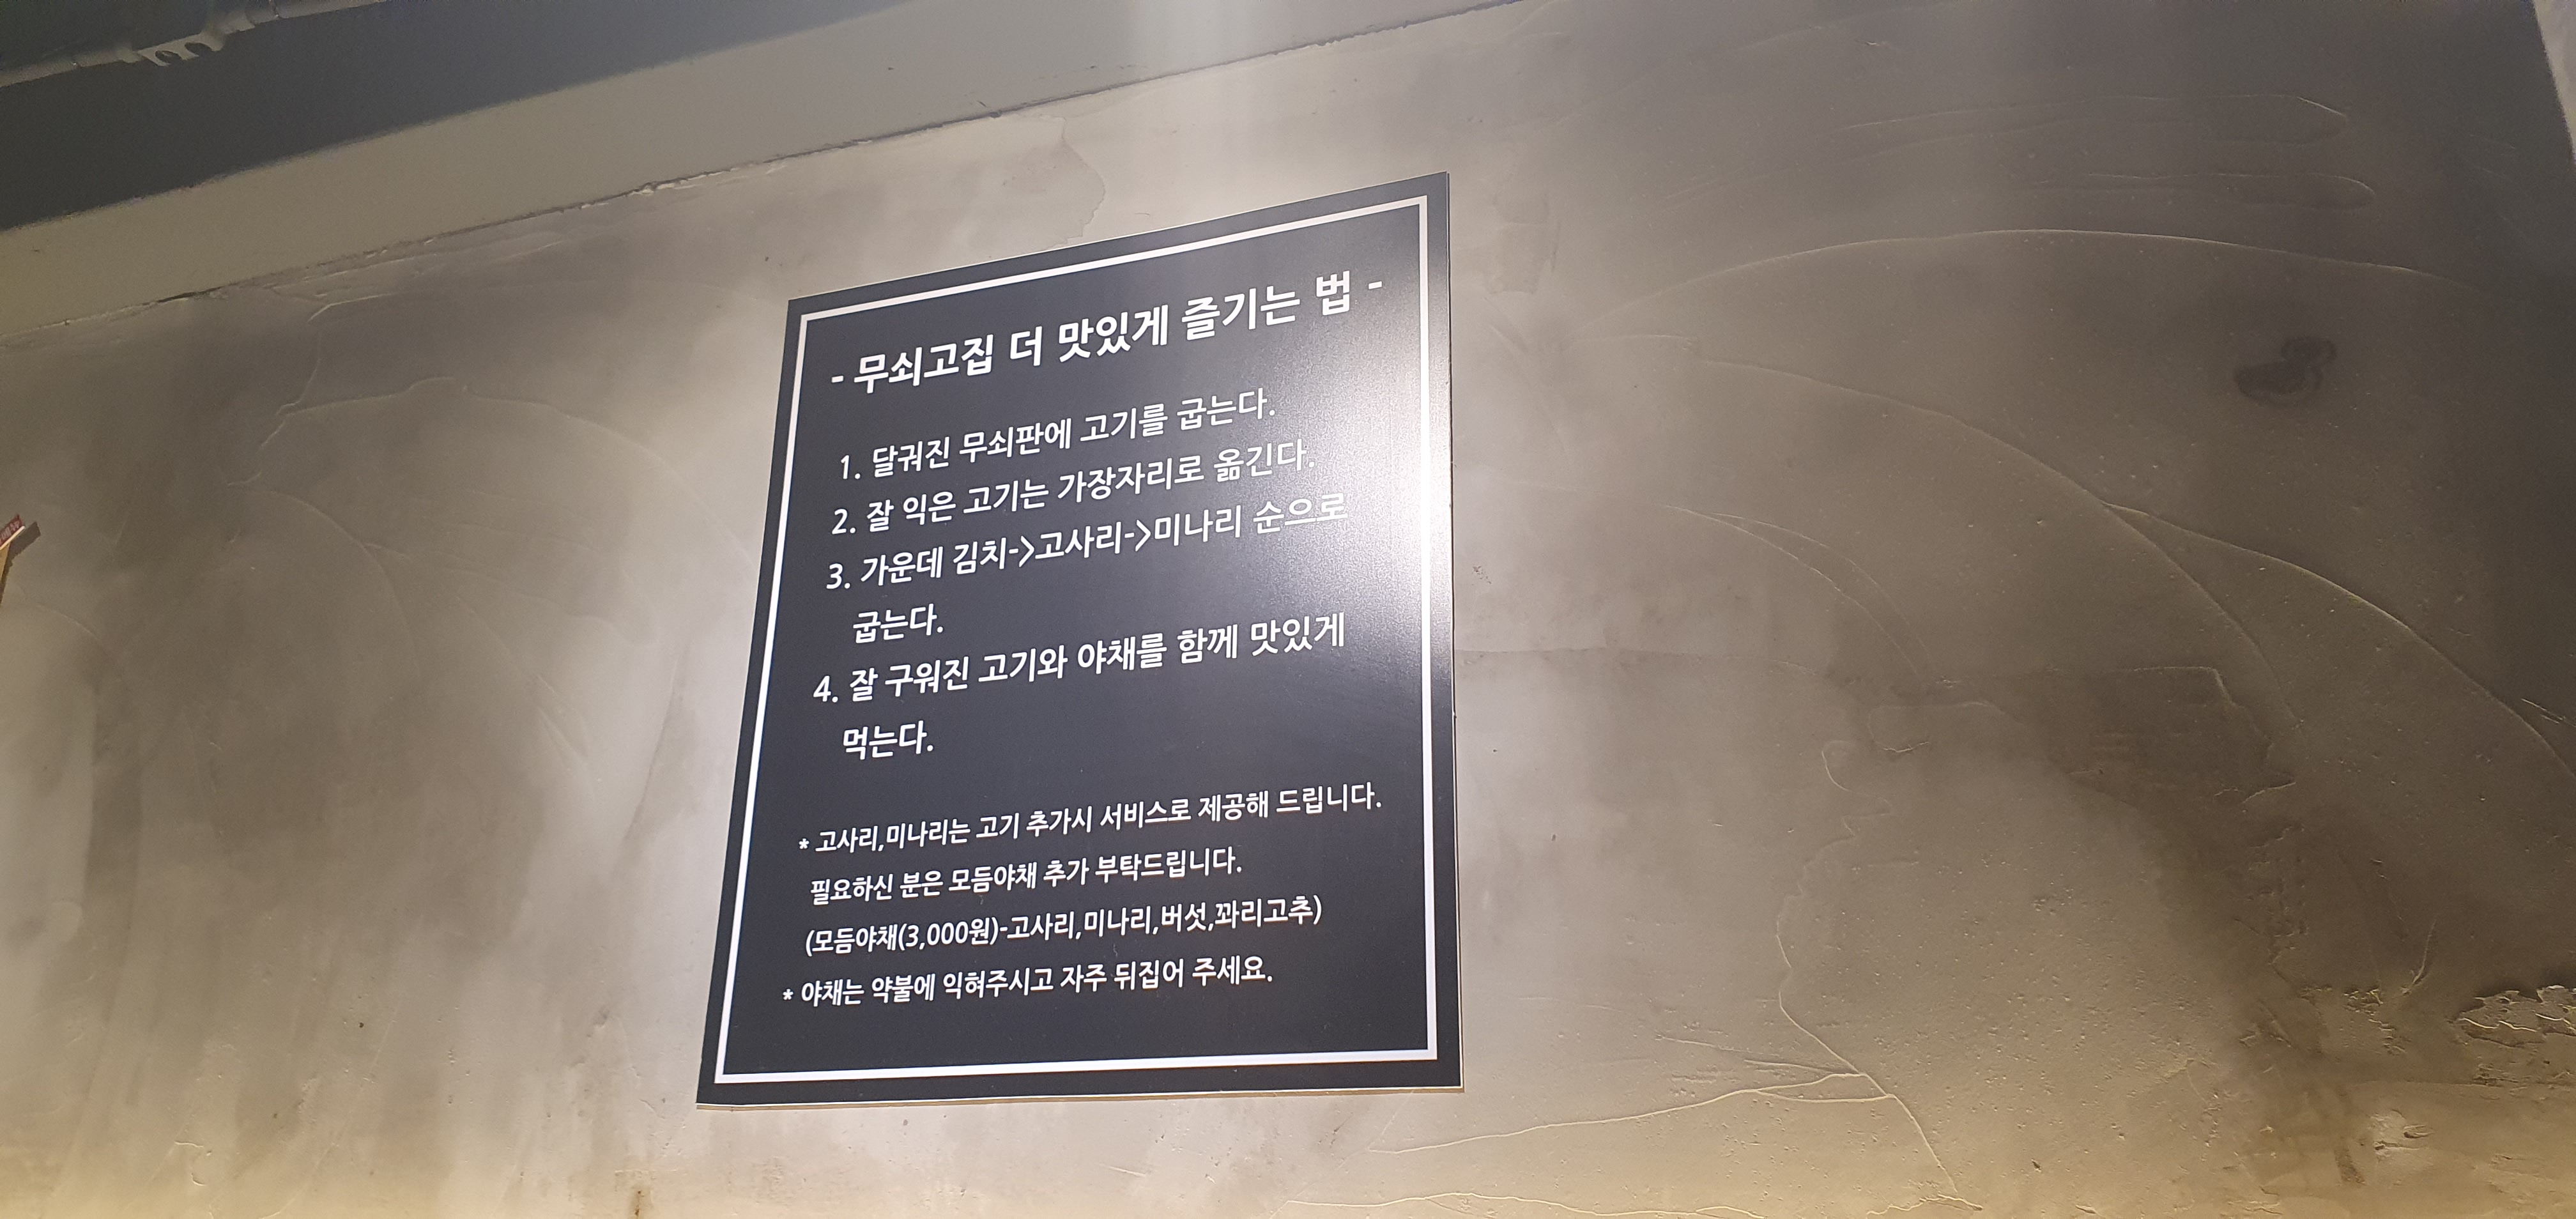 - 무쇠고집 더 맛있게 즐기는 법 -
1. 달궈진 무쇠판에 고기를 굽는다.
2. 잘 익은 고기는 가장자리로 옮긴다.
3. 가운데 김치->고사리->미나리 순으로
굽는다.
4. 잘 구워진 고기와 야채를 함께 맛있게
먹는다.
* 고사리,미나리는 고기 추가시 서비스로 제공해 드립니다.
필요하신 분은 모듬야채 추가 부탁드립니다.
(모듬야채(3,000원)-고사리,미나리,버섯,꽈리고추)
* 야채는 약불에 익혀주시고 자주 뒤집어 주세요.